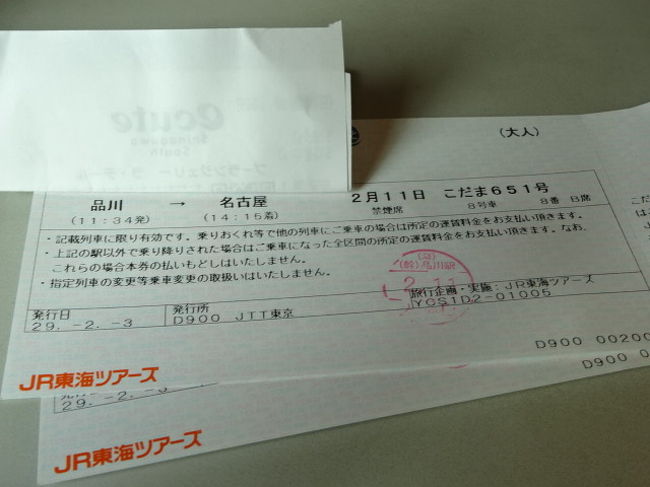 (大人)
品川 → 名古屋 2月11日 こだま651号
(11:34発) (14:15着) 禁煙席 8号車 8番 B席
・記載列車に限り有効です。乗りおくれ等で他の列車にご乗車の場合は所定の運賃料金をお支払い頂きます。
・上記の駅以外で乗り降りされた場合はご乗車になった全区間の所定の運賃料金をお支払い頂きます。なお、
これらの場合本券の払いもどしはいたしません。
・指定列車の変更等乗車変更の取扱いはいたしません。
発行日
29.-2.-3
発行所
D900 JTT東京
旅行企画・実施:JR東海ツアーズ
YGS1D2-01005
D900 00200
JR東海ツアーズ
29.-2.-3
D900 00
JR東海ツアーズ